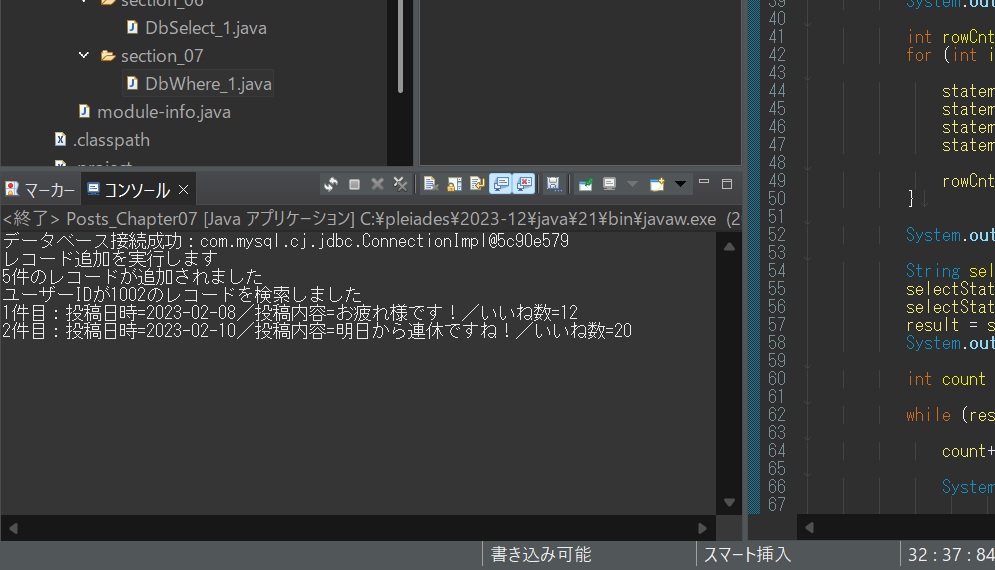 section_06
DbSelect_1.java
section_07
DbWhere_1.java
module-info.java
.classpath
.project
マーカー
コンソール
<終了> Posts_Chapter07 [Java アプリケーション] C:¥pleiades¥2023-12¥java¥21¥bin¥javaw.exe (2
データベース接続成功：com.mysql.cj.jdbc.ConnectionImpl@5c90e579
レコード追加を実行します
5件のレコードが追加されました
ユーザーIDが1002のレコードを検索しました
1件目：投稿日時=2023-02-08／投稿内容=お疲れ様です！／いいね数=12
2件目：投稿日時=2023-02-10／投稿内容=明日から連休ですね！／いいね数=20
39 System.out
40
41 int rowCnt
42 for (int i
43
44 statem
45 statem
46 statem
47 statem
48
49 rowCnt
50 }
51
52 System.out
53
54 String sel
55 selectStat
56 selectStat
57 result = s
58 System.out
59
60 int count
61
62 while (res
63
64 count+
65
66 System
67
書き込み可能
スマート挿入
32 : 37 : 84